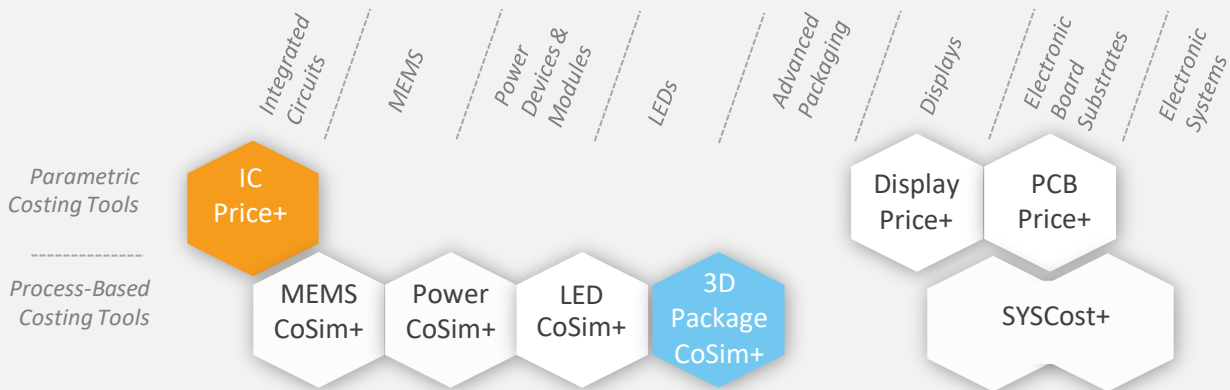 Integrated
Circuits
MEMS
Power
Devices &
Modules
LEDs
Advanced
Packaging
Displays
Electronic
Board
Substrates
Electronic
Systems
Parametric
Costing Tools
IC
Price+
Display
Price+
PCB
Price+
Process-Based
Costing Tools
MEMS
CoSim+
Power
CoSim+
LED
CoSim+
3D
Package
CoSim+
SYSCost+